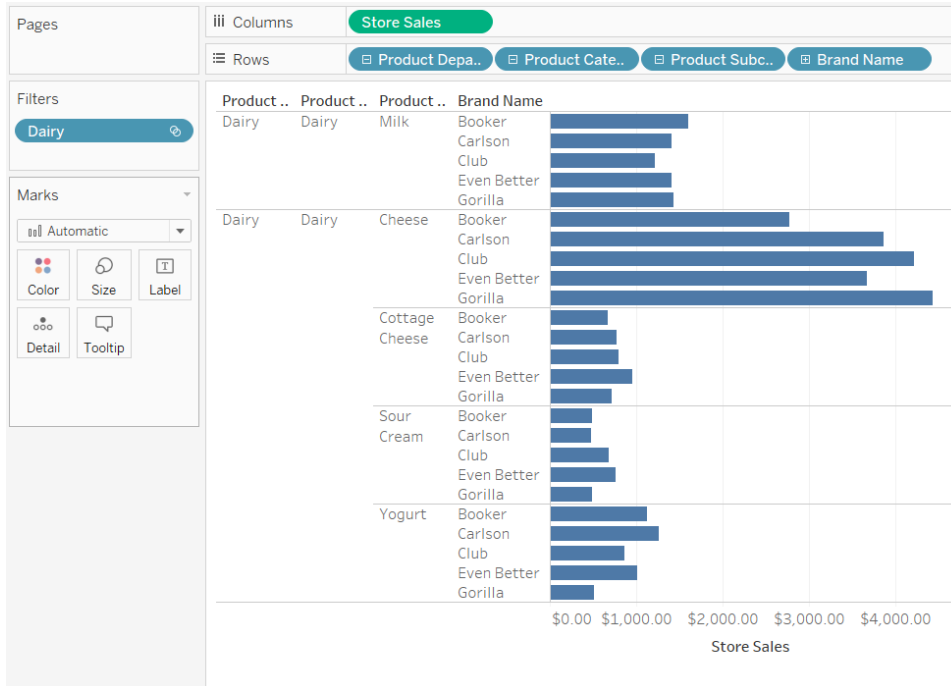 Pages
Columns
Store Sales
Rows
Product Depa..
Product Cate..
Product Subc..
Brand Name
Filters
Dairy
Marks
Automatic
Color
Size
T
Label
Detail
Tooltip
Product .. Product .. Product .. Brand Name
Dairy Dairy Milk Booker
Carlson
Club
Even Better
Gorilla
Dairy Dairy Cheese Booker
Carlson
Club
Even Better
Gorilla
Cottage Booker
Cheese Carlson
Club
Even Better
Gorilla
Sour Booker
Cream Carlson
Club
Even Better
Gorilla
Yogurt Booker
Carlson
Club
Even Better
Gorilla
$0.00 $1,000.00 $2,000.00 $3,000.00 $4,000.00
Store Sales